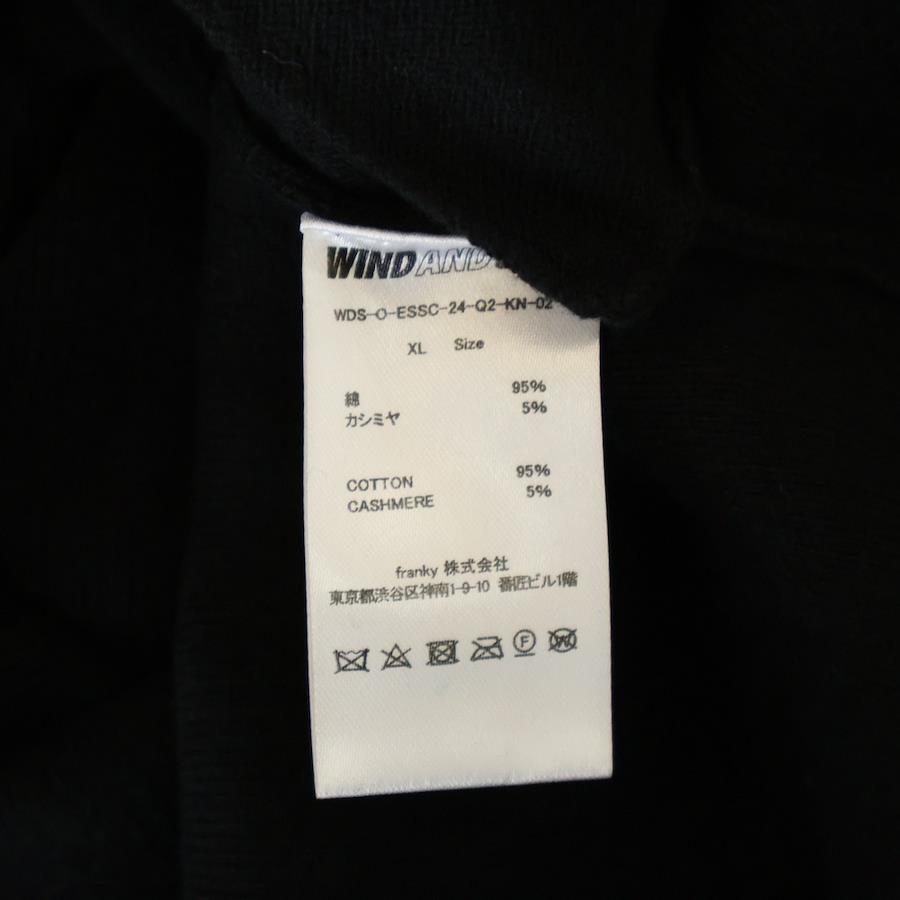 WIND AND
WDS-O-ESSC-24-Q2-KN-02
XL Size
綿 95%
カシミヤ 5%
COTTON 95%
CASHMERE 5%
franky 株式会社
東京都渋谷区神南1-9-10 番匠ビル1階
F
W